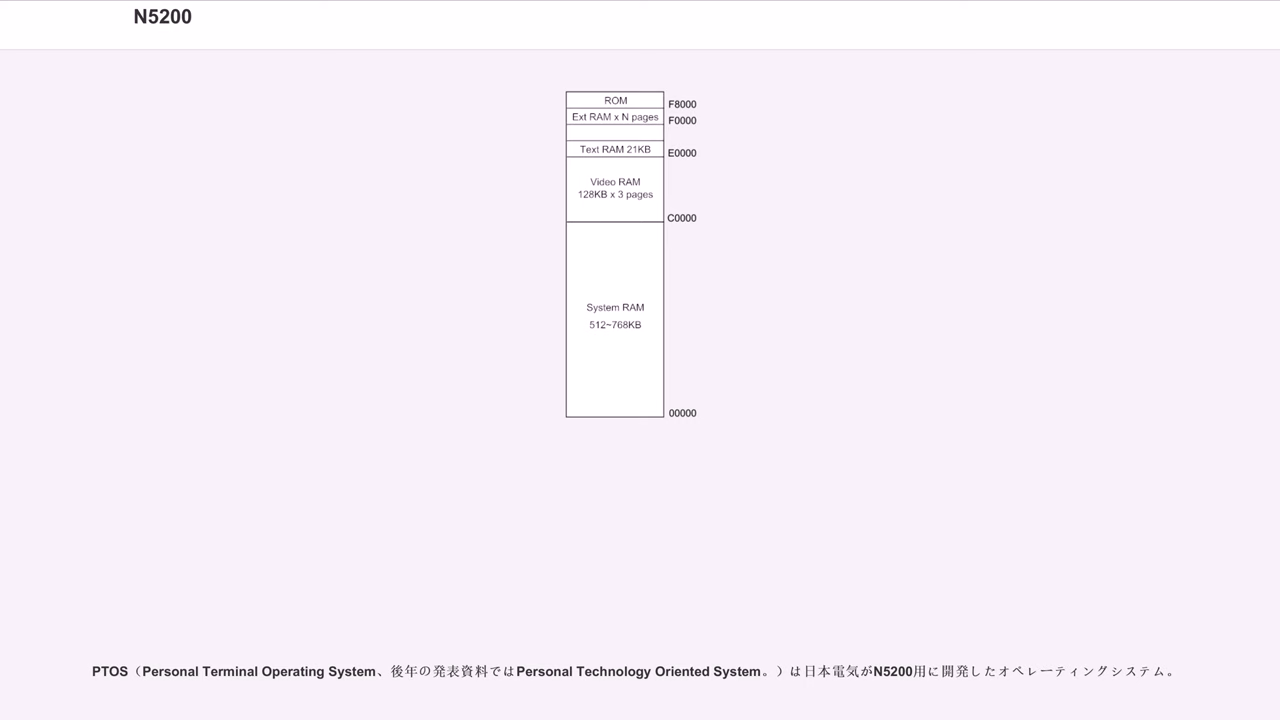 N5200
ROM
F8000
Ext RAM x N pages
F0000
Text RAM 21KB
E0000
Video RAM
128KB x 3 pages
C0000
System RAM
512~768KB
00000
PTOS（Personal Terminal Operating System、後年の発表資料ではPersonal Technology Oriented System。）は日本電気がN5200用に開発したオペレーティングシステム。